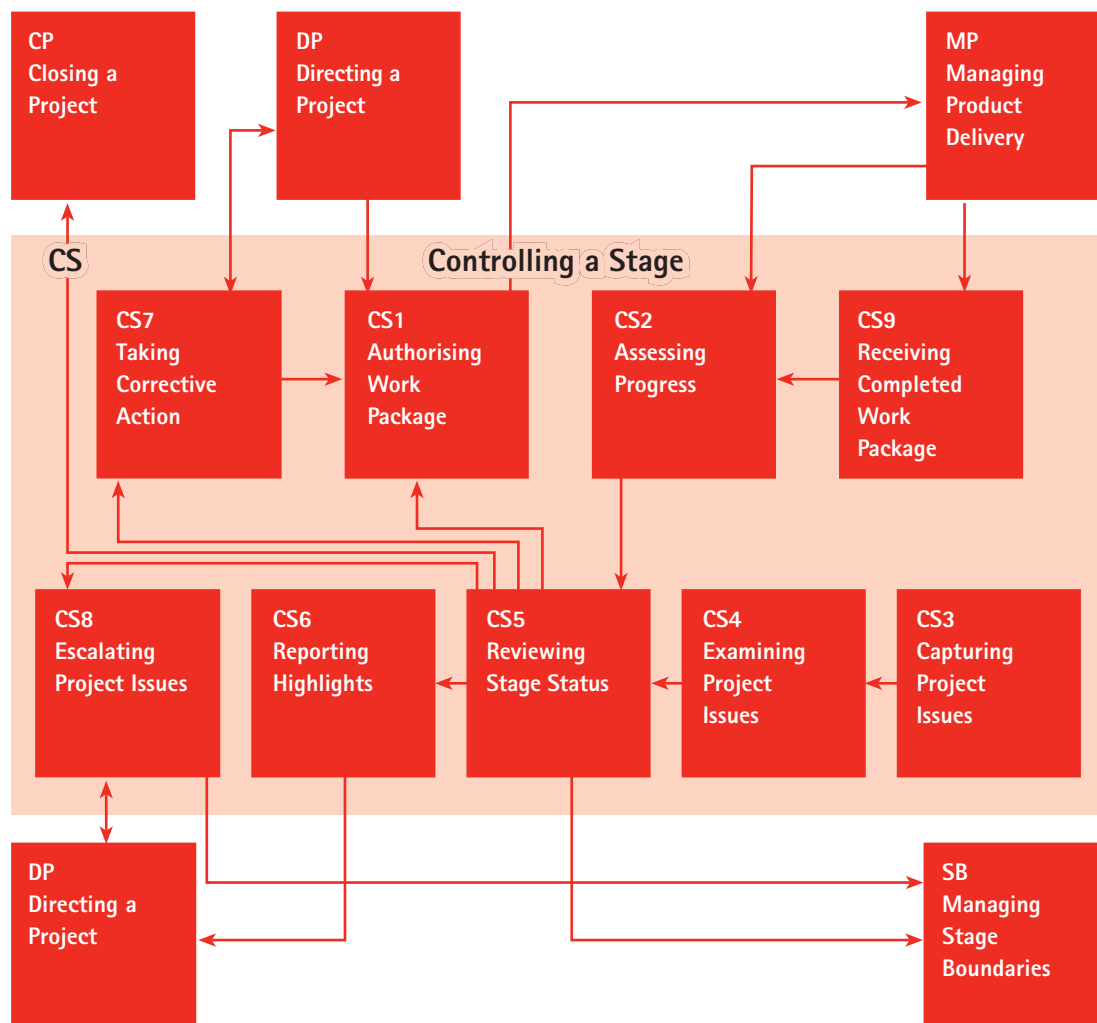 CP
Closing a
Project
DP
Directing a
Project
MP
Managing
Product
Delivery
CS
Controlling a Stage
CS7
Taking
Corrective
Action
CS1
Authorising
Work
Package
CS2
Assessing
Progress
CS9
Receiving
Completed
Work
Package
CS8
Escalating
Project Issues
CS6
Reporting
Highlights
CS5
Reviewing
Stage Status
CS4
Examining
Project
Issues
CS3
Capturing
Project
Issues
DP
Directing a
Project
SB
Managing
Stage
Boundaries